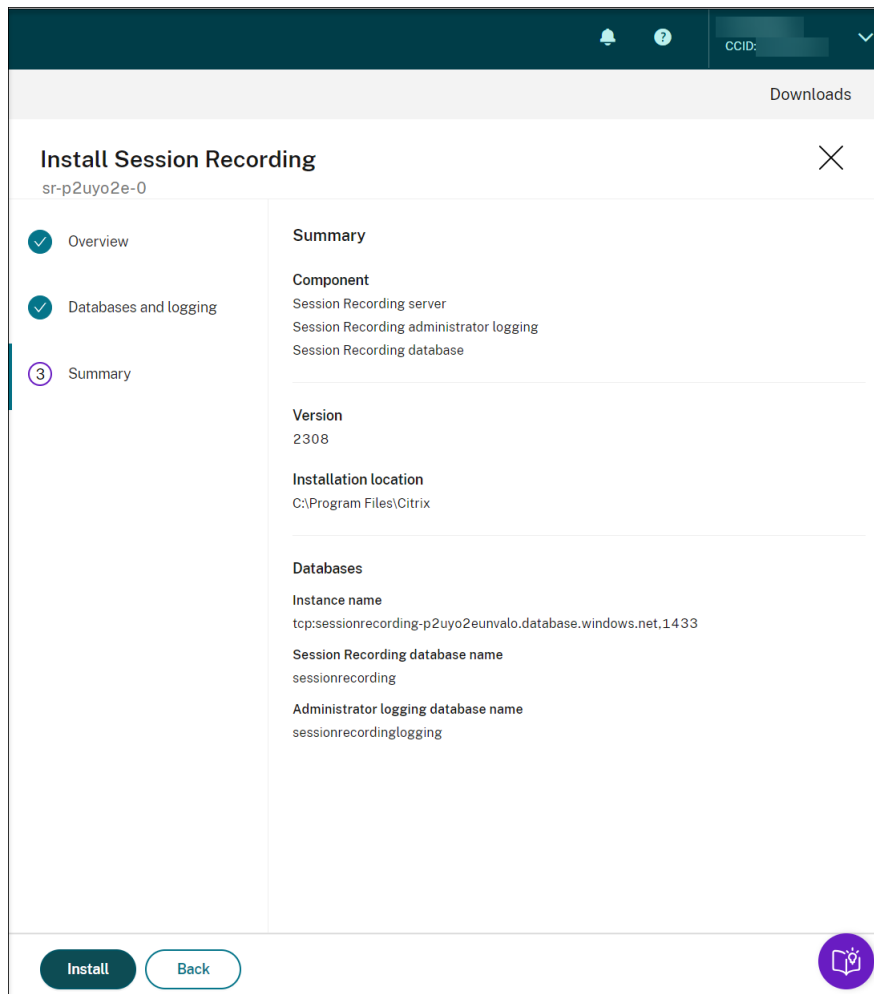 ?
CCID:
Downloads
Install Session Recording
sr-p2uyo2e-0
Overview
Databases and logging
3 Summary
Summary
Component
Session Recording server
Session Recording administrator logging
Session Recording database
Version
2308
Installation location
C:\Program Files\Citrix
Databases
Instance name
tcp:sessionrecording-p2uyo2eunvalo.database.windows.net,1433
Session Recording database name
sessionrecording
Administrator logging database name
sessionrecordinglogging
Install Back